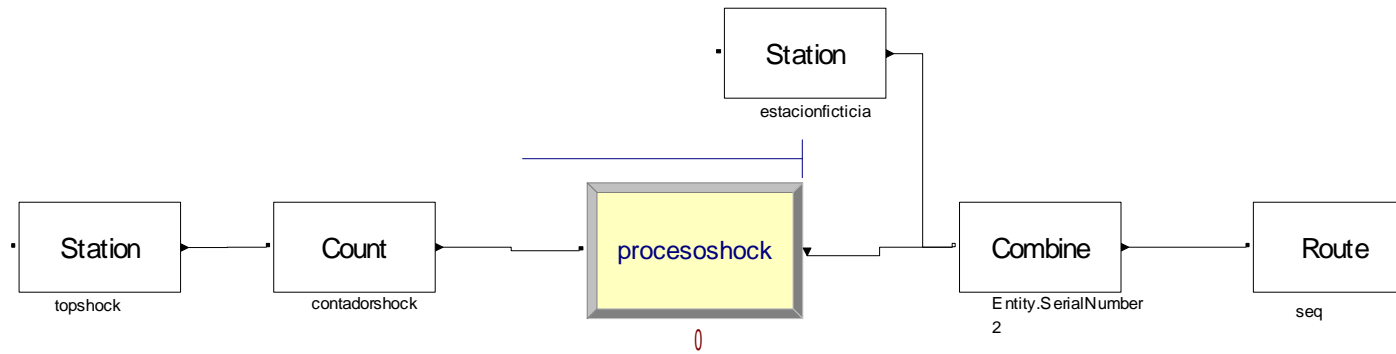 Station
estacionficticia
Station
topshock
Count
contadorshock
procesoshock
0
Combine
Entity.SerialNumber
2
Route
seq